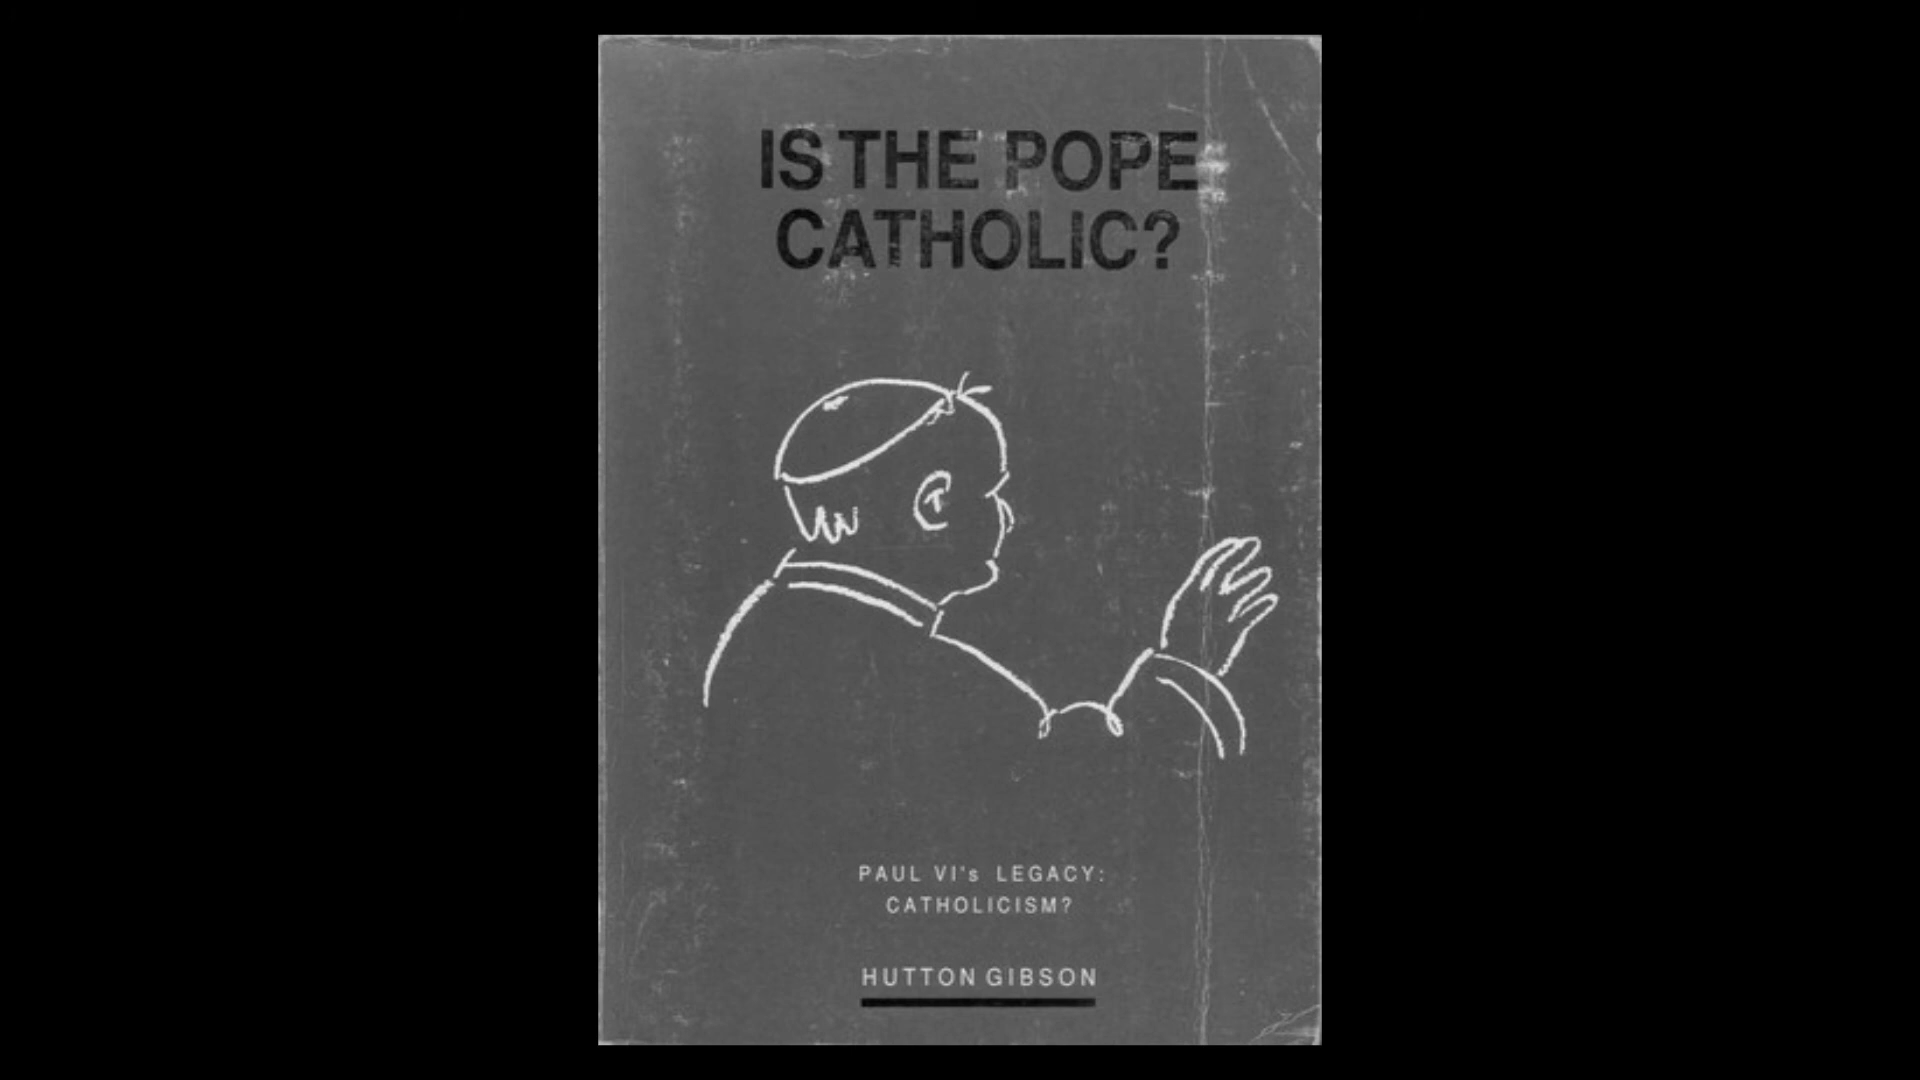 IS THE POPE
CATHOLIC?
PAUL VI's LEGACY:
CATHOLICISM?
HUTTON GIBSON